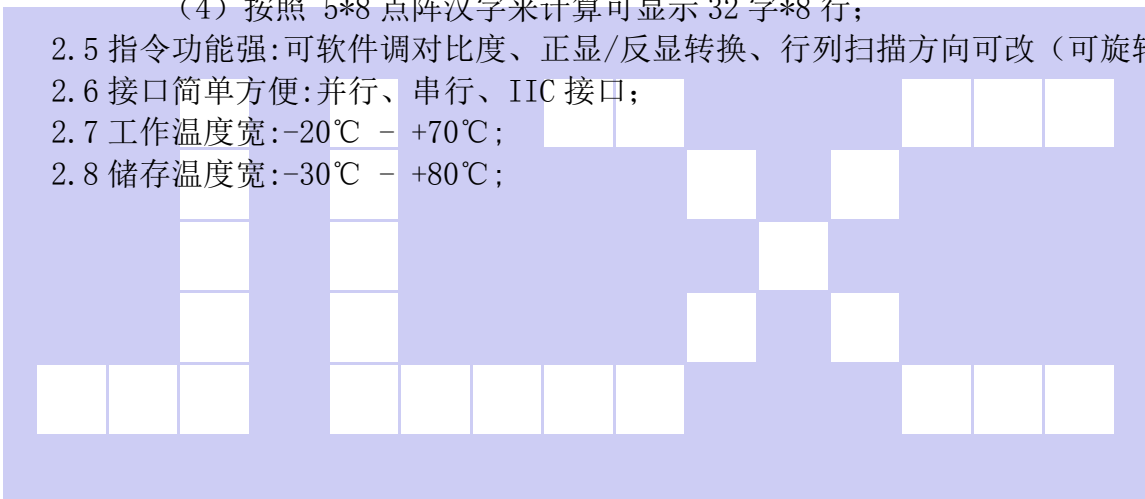 （4）按照 5*8 点阵汉字来计算可显示 32 字*8 行；
2.5 指令功能强:可软件调对比度、正显/反显转换、行列扫描方向可改（可旋转
2.6 接口简单方便:并行、串行、IIC 接口；
2.7 工作温度宽:-20℃ - +70℃;
2.8 储存温度宽:-30℃ - +80℃;